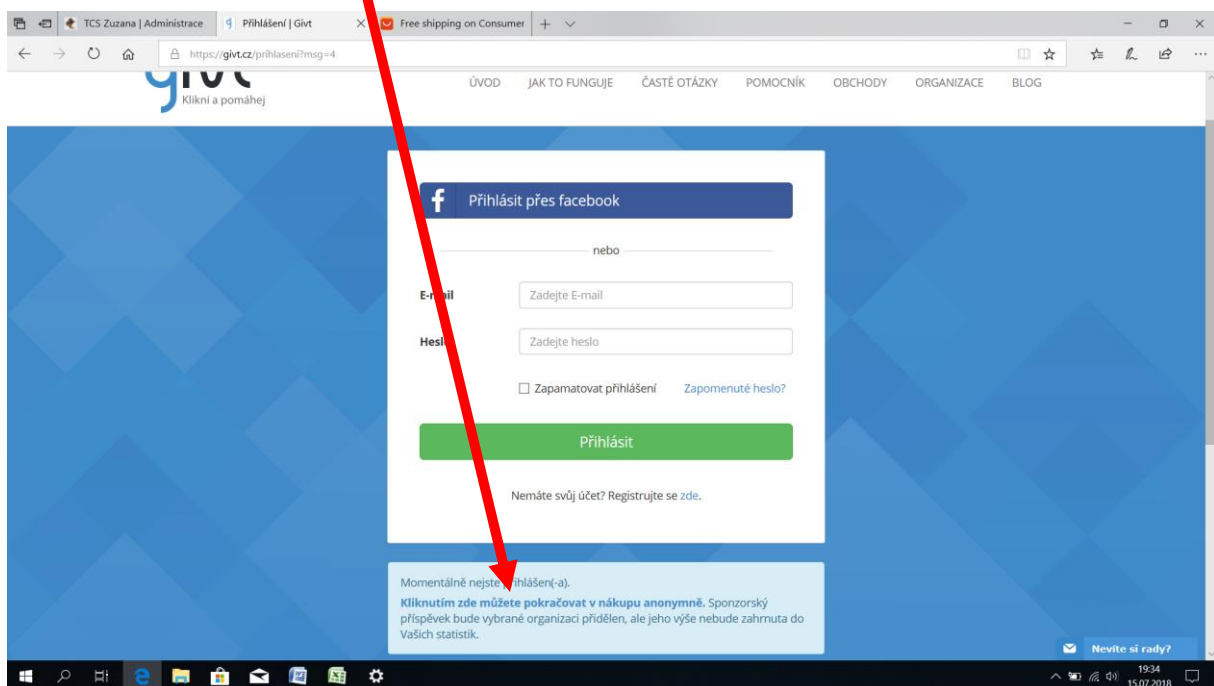 TCS Zuzana | Administrace
Přihlášení | Givt
Free shipping on Consumer
https://givt.cz/prihlaseni?msg=4
givt
Klikni a pomáhej
ÚVOD JAK TO FUNGUJE ČASTÉ OTÁZKY POMOCNÍK OBCHODY ORGANIZACE BLOG
f Přihlásit přes facebook
nebo
E-mail Zadejte E-mail
Heslo Zadejte heslo
Zapamatovat přihlášení Zapomenuté heslo?
Přihlásit
Nemáte svůj účet? Registrujte se zde.
Momentálně nejste přihlášen(-a).
Kliknutím zde můžete pokračovat v nákupu anonymně. Sponzorský
příspěvek bude vybrané organizaci přidělen, ale jeho výše nebude zahrnuta do
Vašich statistik.
Nevíte si rady?
19:34
15.07.2018